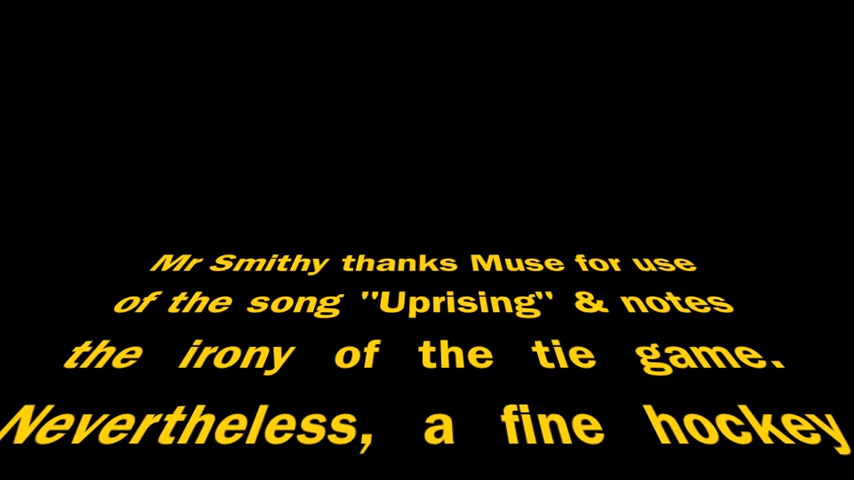 Mr Smithy thanks Muse for use
of the song "Uprising" & notes
the irony of the tie game.
Nevertheless, a fine hockey